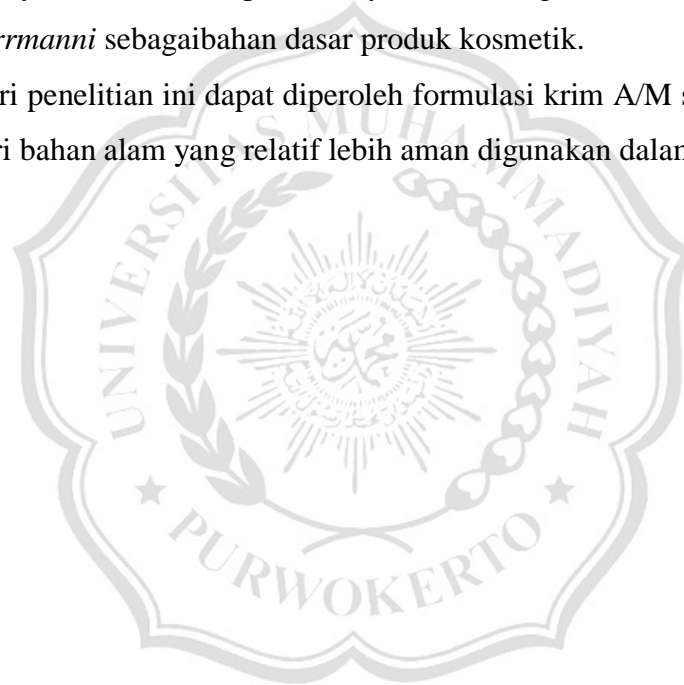 rrmanni sebagaibahan dasar produk kosmetik.
ri penelitian ini dapat diperoleh formulasi krim A/M s
ri bahan alam yang relatif lebih aman digunakan dalam
UNIVERSITAS MUHAMMADIYAH
PURWOKERTO